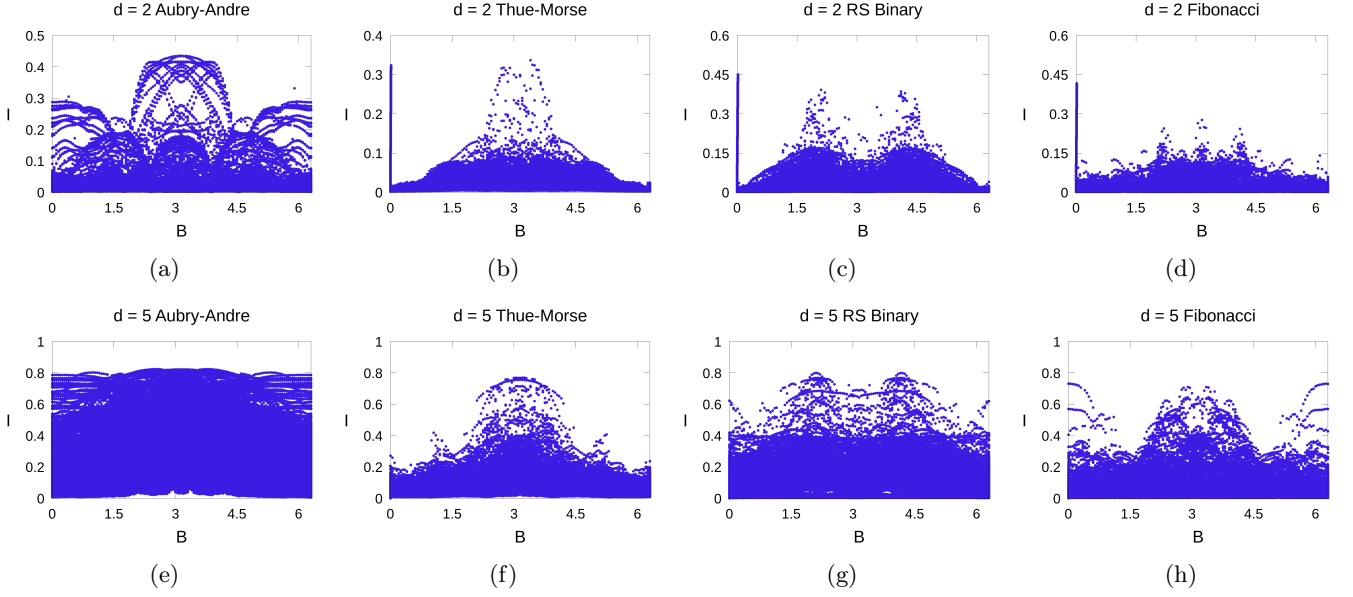 d = 2 Aubry-Andre
0.5
0.4
0.3
0.2
0.1
0
I
0 1.5 3 4.5 6
B
(a)
d = 2 Thue-Morse
0.4
0.3
0.2
0.1
0
I
0 1.5 3 4.5 6
B
(b)
d = 2 RS Binary
0.6
0.45
0.3
0.15
0
I
0 1.5 3 4.5 6
B
(c)
d = 2 Fibonacci
0.6
0.45
0.3
0.15
0
I
0 1.5 3 4.5 6
B
(d)
d = 5 Aubry-Andre
1
0.8
0.6
0.4
0.2
0
I
0 1.5 3 4.5 6
B
(e)
d = 5 Thue-Morse
1
0.8
0.6
0.4
0.2
0
I
0 1.5 3 4.5 6
B
(f)
d = 5 RS Binary
1
0.8
0.6
0.4
0.2
0
I
0 1.5 3 4.5 6
B
(g)
d = 5 Fibonacci
1
0.8
0.6
0.4
0.2
0
I
0 1.5 3 4.5 6
B
(h)